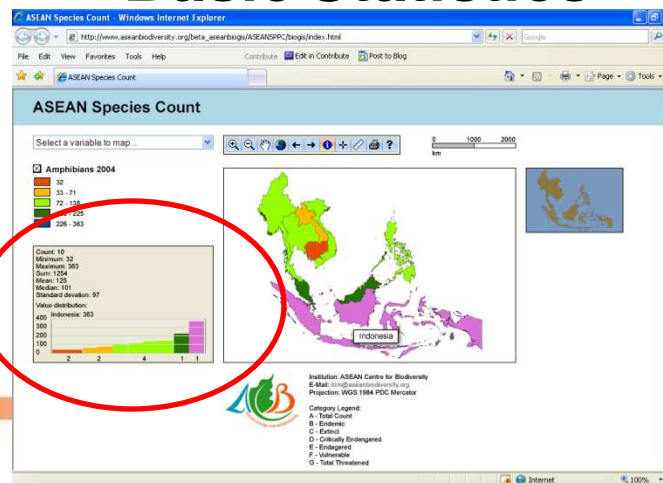 Basic Statistics
ASEAN Species Count - Windows Internet Explorer
http://www.aseanbiodiversity.org/beta_aseanbiogis/ASEANSPPC/biogis/index.html
Google
File Edit View Favorites Tools Help
Contribute Edit in Contribute Post to Blog
ASEAN Species Count
Page Tools
ASEAN Species Count
Select a variable to map ...
0 1000 2000
km
Amphibians 2004
32
33 - 71
72 - 138
- 225
226 - 363
Count: 10
Minimum: 32
Maximum: 363
Sum: 1254
Mean: 125
Median: 101
Standard devation: 97
Value distribution:
Indonesia: 363
400
300
200
100
0
2 2 4 1 1
Indonesia
Institution: ASEAN Centre for Biodiversity
E-Mail: bim@aseanbiodiversity.org
Projection: WGS 1984 PDC Mercator
Category Legend:
A - Total Count
B - Endemic
C - Extinct
D - Critically Endangered
E - Endagered
F - Vulnerable
G - Total Threatened
Internet
100%